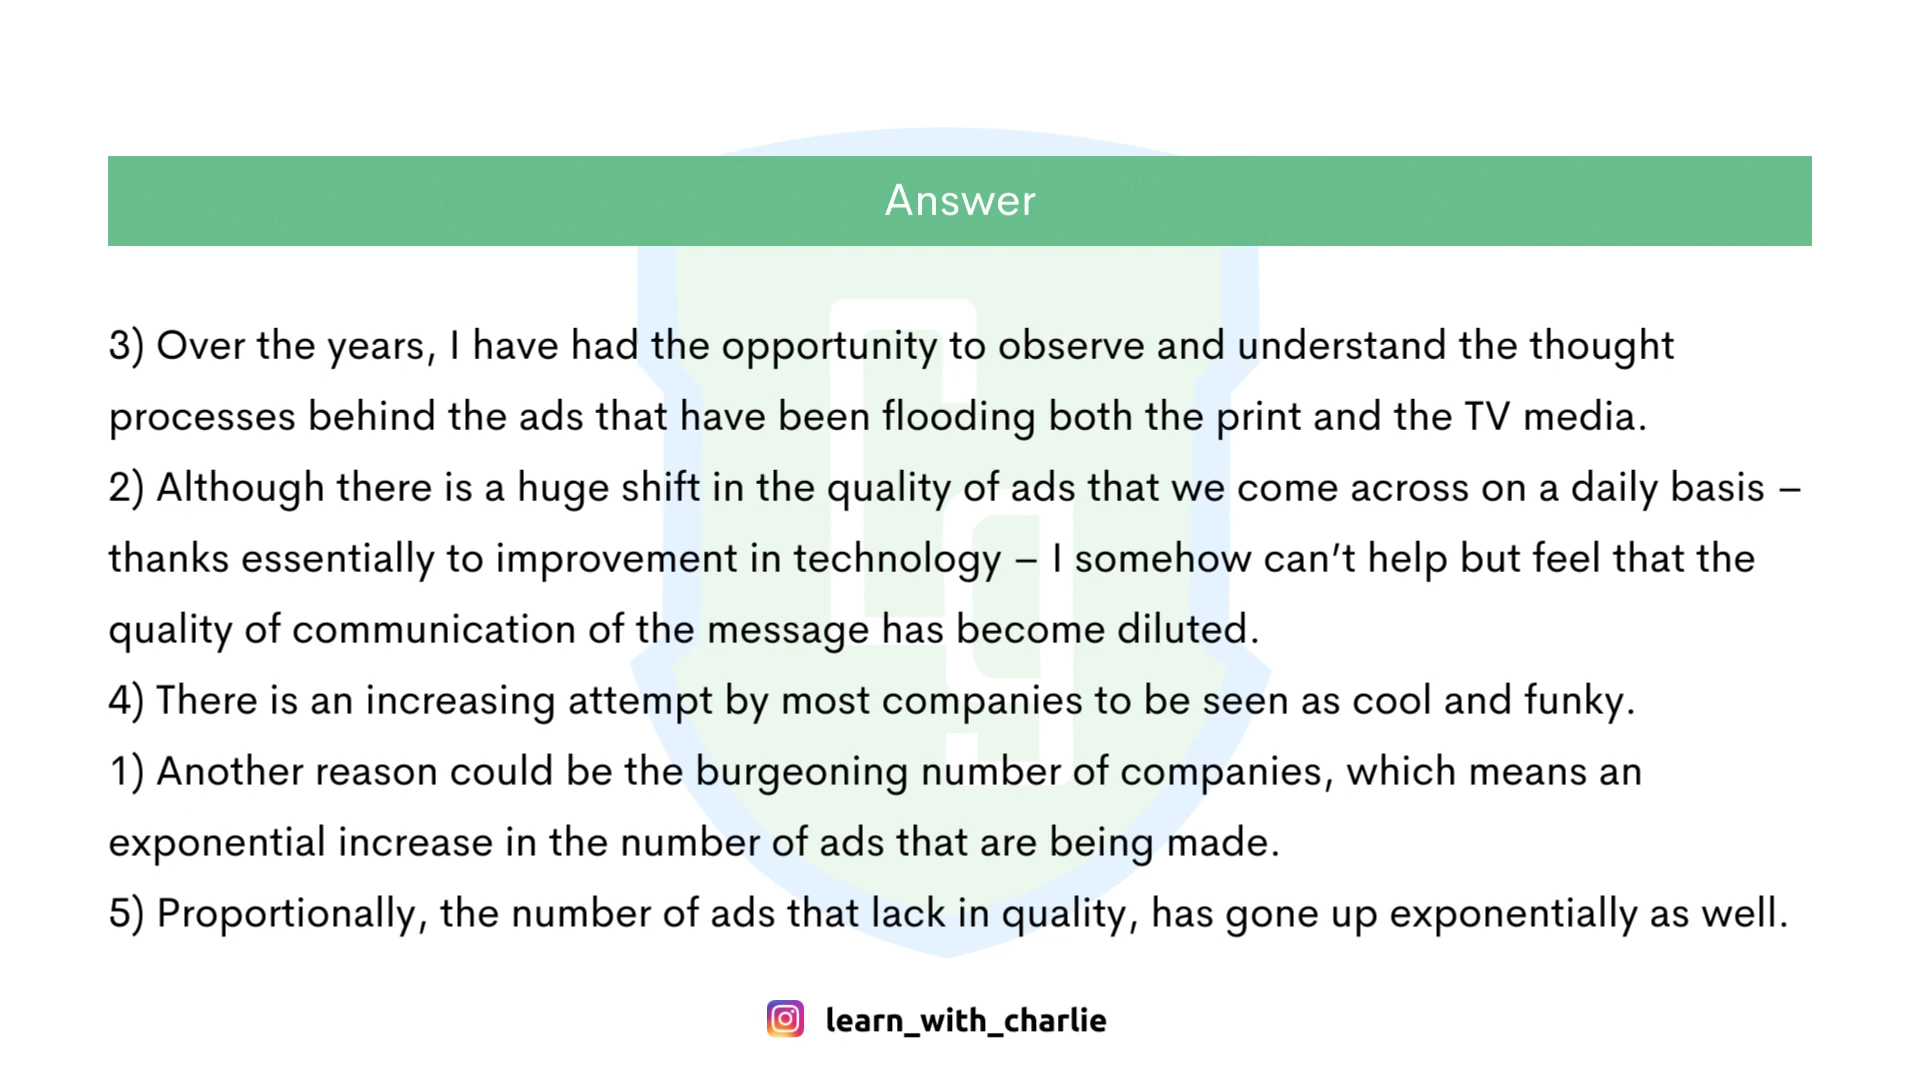 Answer
3) Over the years, I have had the opportunity to observe and understand the thought
processes behind the ads that have been flooding both the print and the TV media.
2) Although there is a huge shift in the quality of ads that we come across on a daily basis –
thanks essentially to improvement in technology – I somehow can’t help but feel that the
quality of communication of the message has become diluted.
4) There is an increasing attempt by most companies to be seen as cool and funky.
1) Another reason could be the burgeoning number of companies, which means an
exponential increase in the number of ads that are being made.
5) Proportionally, the number of ads that lack in quality, has gone up exponentially as well.
learn_with_charlie